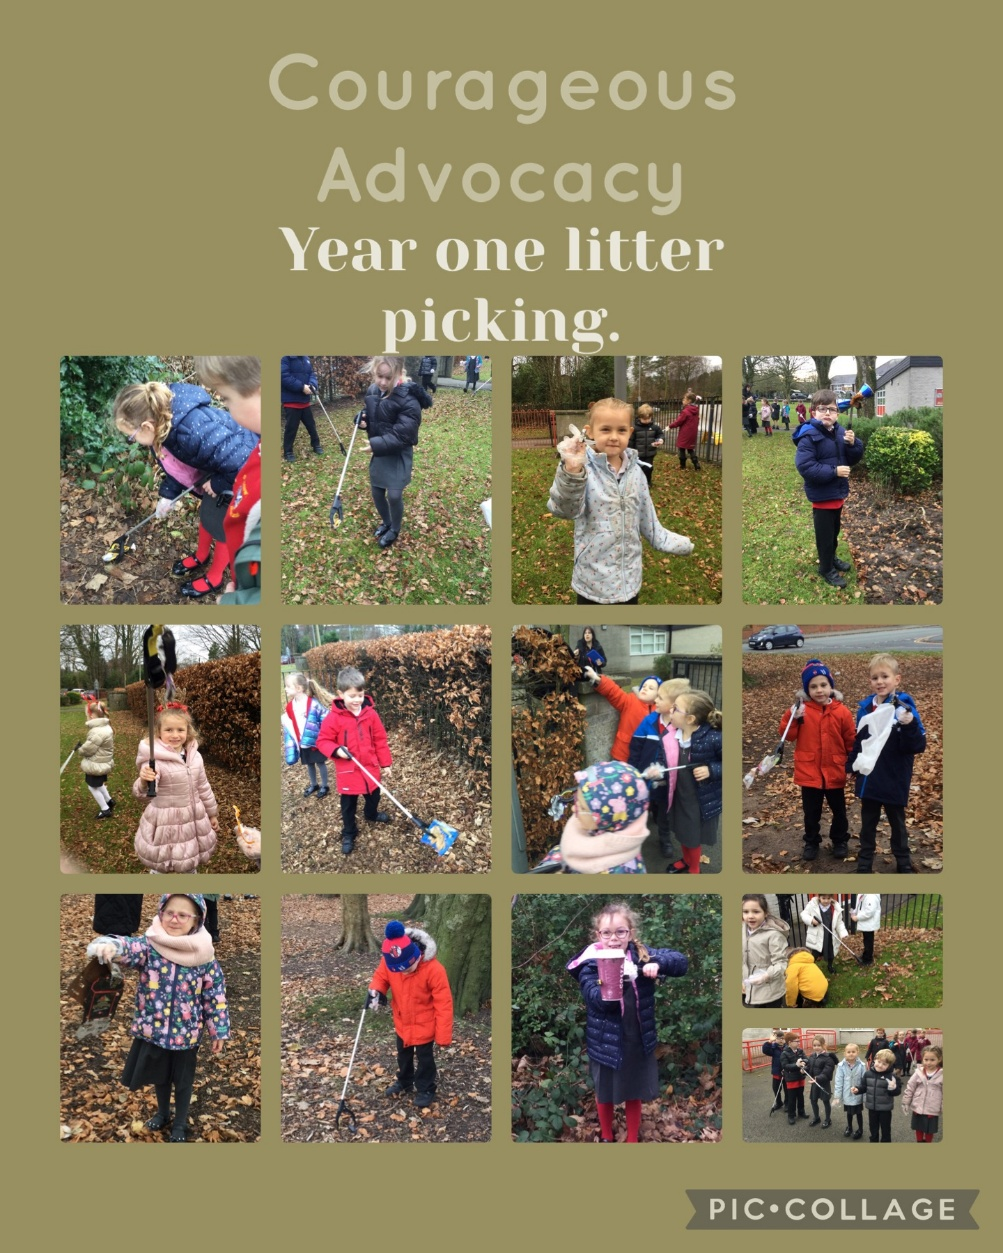 Courageous
Advocacy
Year one litter
picking.
PIC•COLLAGE